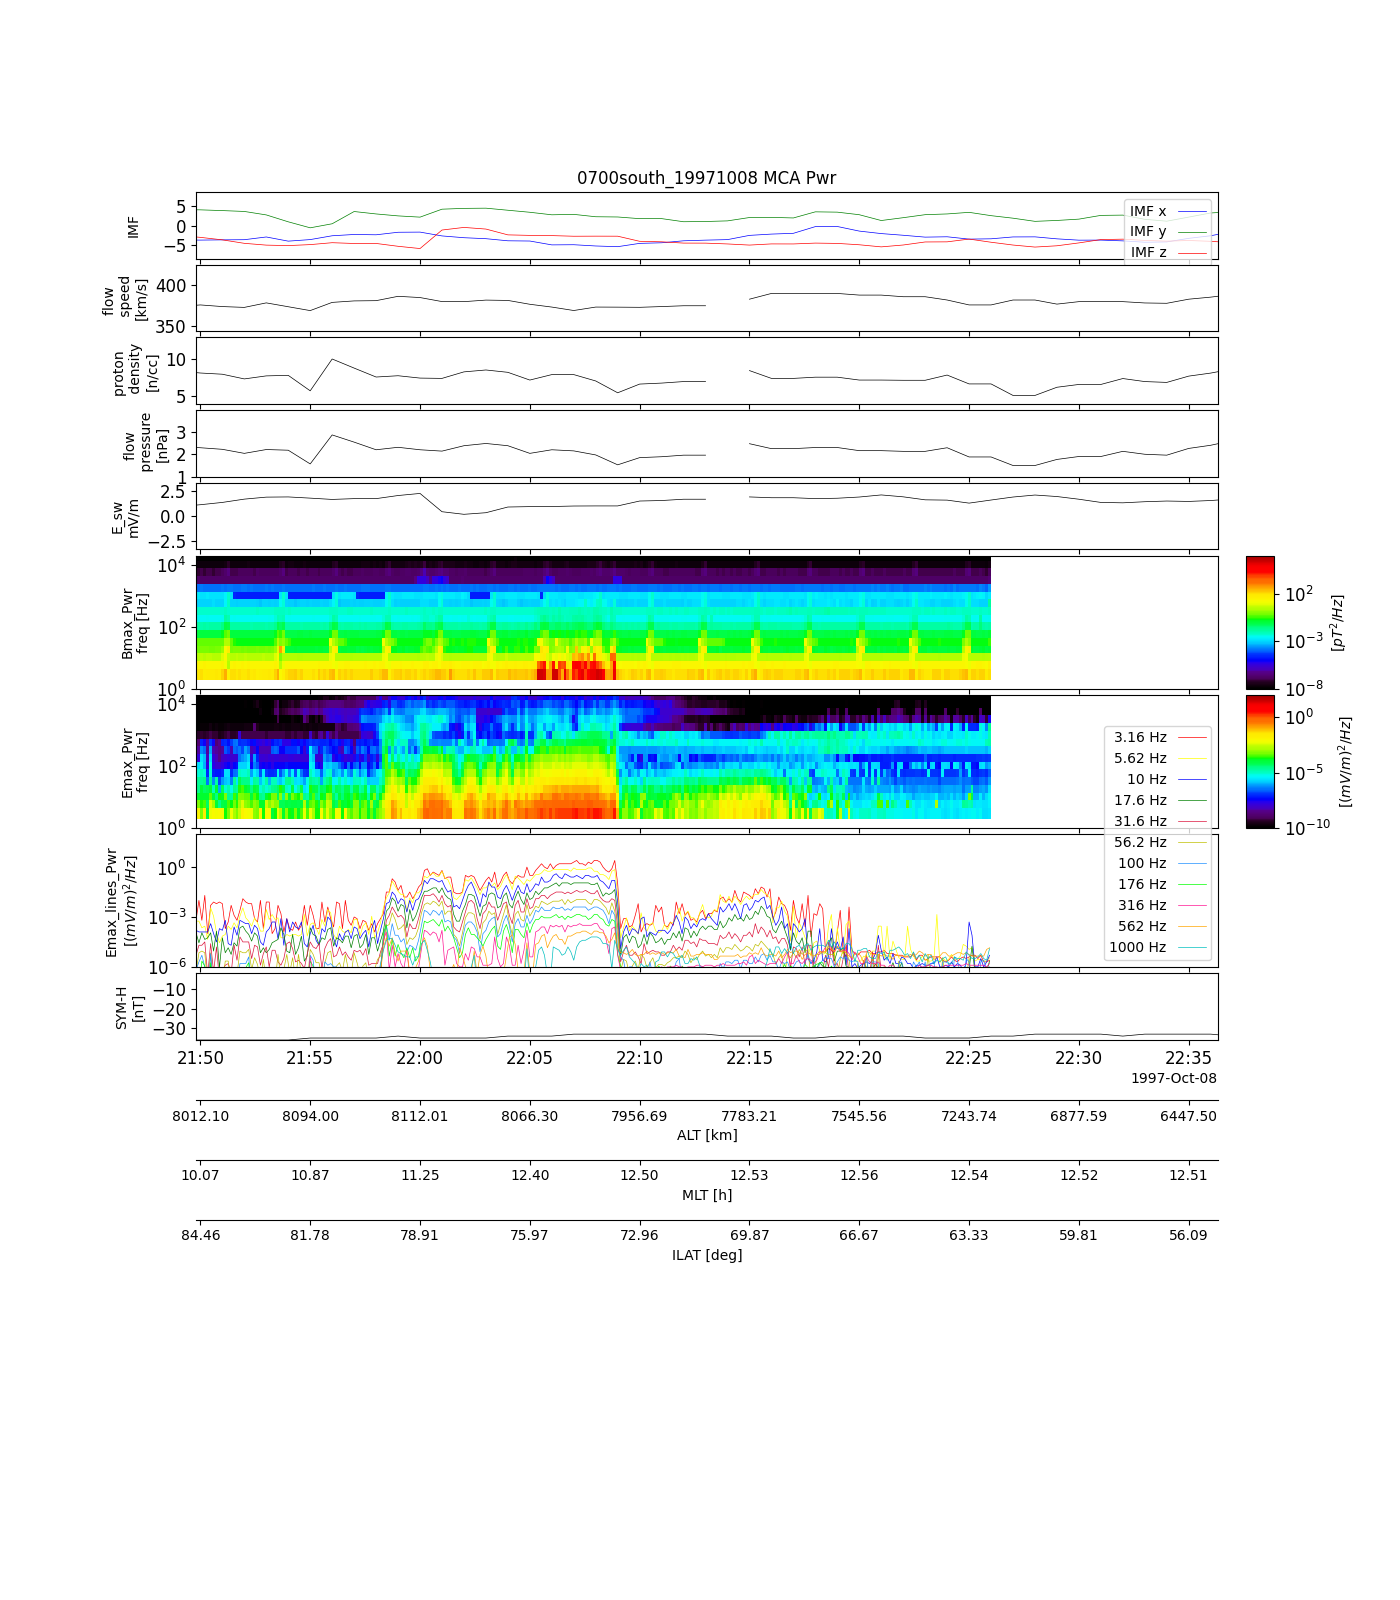 0700south_19971008 MCA Pwr
IMF
5
0
−5
IMF x
IMF y
IMF z
flow
speed
[km/s]
400
350
proton
density
[n/cc]
10
5
flow
pressure
[nPa]
3
2
1
E_sw
mV/m
2.5
0.0
−2.5
Bmax_Pwr
freq [Hz]
10^4
10^2
10^0
10^2
10^−3
10^−8
[pT^2/Hz]
Emax_Pwr
freq [Hz]
10^4
10^2
10^0
10^0
10^−5
10^−10
[(mV/m)^2/Hz]
3.16 Hz
5.62 Hz
10 Hz
17.6 Hz
31.6 Hz
56.2 Hz
100 Hz
176 Hz
316 Hz
562 Hz
1000 Hz
Emax_lines_Pwr
[(mV/m)^2/Hz]
10^0
10^−3
10^−6
SYM-H
[nT]
−10
−20
−30
21:50 21:55 22:00 22:05 22:10 22:15 22:20 22:25 22:30 22:35
1997-Oct-08
8012.10 8094.00 8112.01 8066.30 7956.69 7783.21 7545.56 7243.74 6877.59 6447.50
ALT [km]
10.07 10.87 11.25 12.40 12.50 12.53 12.56 12.54 12.52 12.51
MLT [h]
84.46 81.78 78.91 75.97 72.96 69.87 66.67 63.33 59.81 56.09
ILAT [deg]